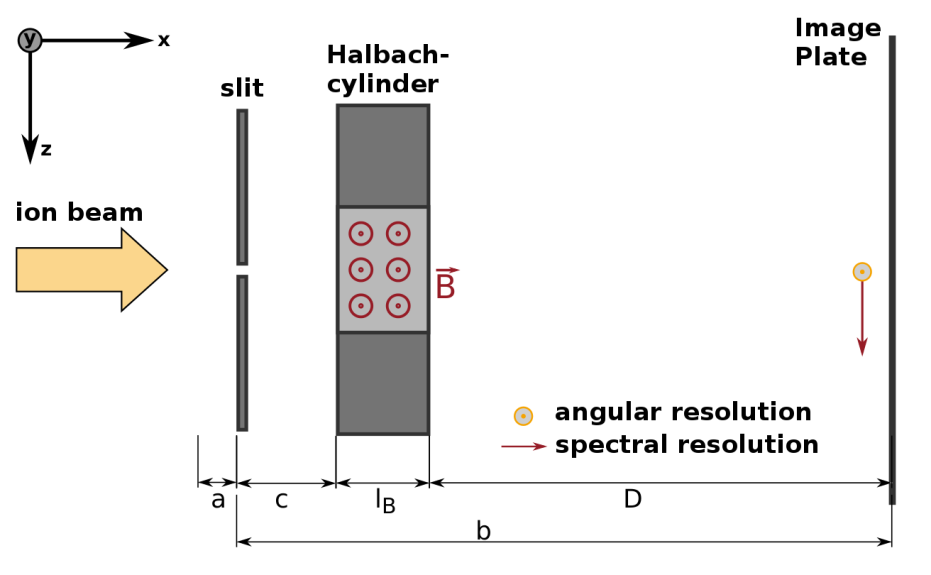 y
x
z
Image
Plate
Halbach-
cylinder
slit
ion beam
B
angular resolution
spectral resolution
a
c
lB
D
b